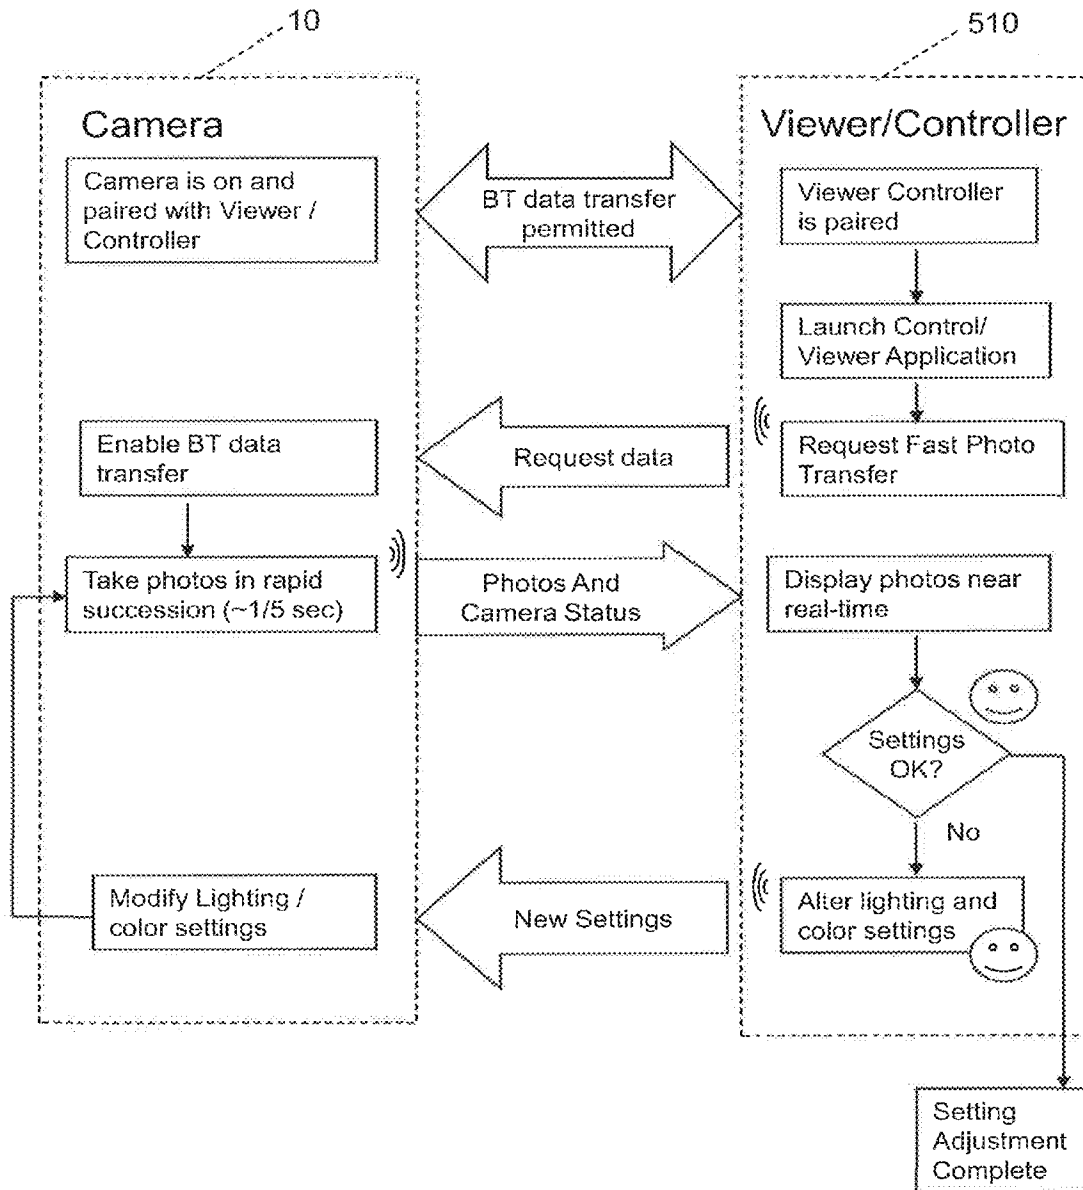 10
510
Camera
Viewer/Controller
Camera is on and
paired with Viewer /
Controller
BT data transfer
permitted
Viewer Controller
is paired
Launch Control/
Viewer Application
Enable BT data
transfer
Request data
Request Fast Photo
Transfer
Take photos in rapid
succession (~1/5 sec)
Photos And
Camera Status
Display photos near
real-time
Settings
OK?
No
Modify Lighting /
color settings
New Settings
Alter lighting and
color settings
Setting
Adjustment
Complete